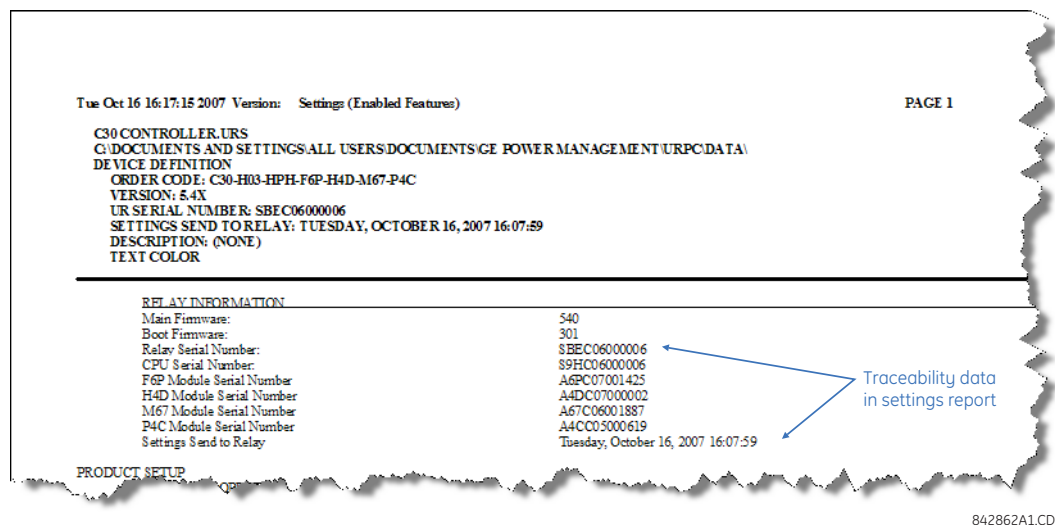 Tue Oct 16 16:17:15 2007 Version: Settings (Enabled Features) PAGE 1
C30 CONTROLLER.URS
C:\DOCUMENTS AND SETTINGS\ALL USERS\DOCUMENTS\GE POWER MANAGEMENT\URPC\DATA\
DEVICE DEFINITION
ORDER CODE: C30-H03-HPH-F6P-H4D-M67-P4C
VERSION: 5.4X
UR SERIAL NUMBER: SBEC06000006
SETTINGS SEND TO RELAY: TUESDAY, OCTOBER 16, 2007 16:07:59
DESCRIPTION: (NONE)
TEXT COLOR
RELAY INFORMATION
Main Firmware: 540
Boot Firmware: 301
Relay Serial Number: SBEC06000006
CPU Serial Number: S9HC06000006
F6P Module Serial Number A6PC07001425
H4D Module Serial Number A4DC07000002
M67 Module Serial Number A67C06001887
P4C Module Serial Number A4CC05000619
Settings Send to Relay Tuesday, October 16, 2007 16:07:59
Traceability data
in settings report
PRODUCT SETUP
842862A1.CD